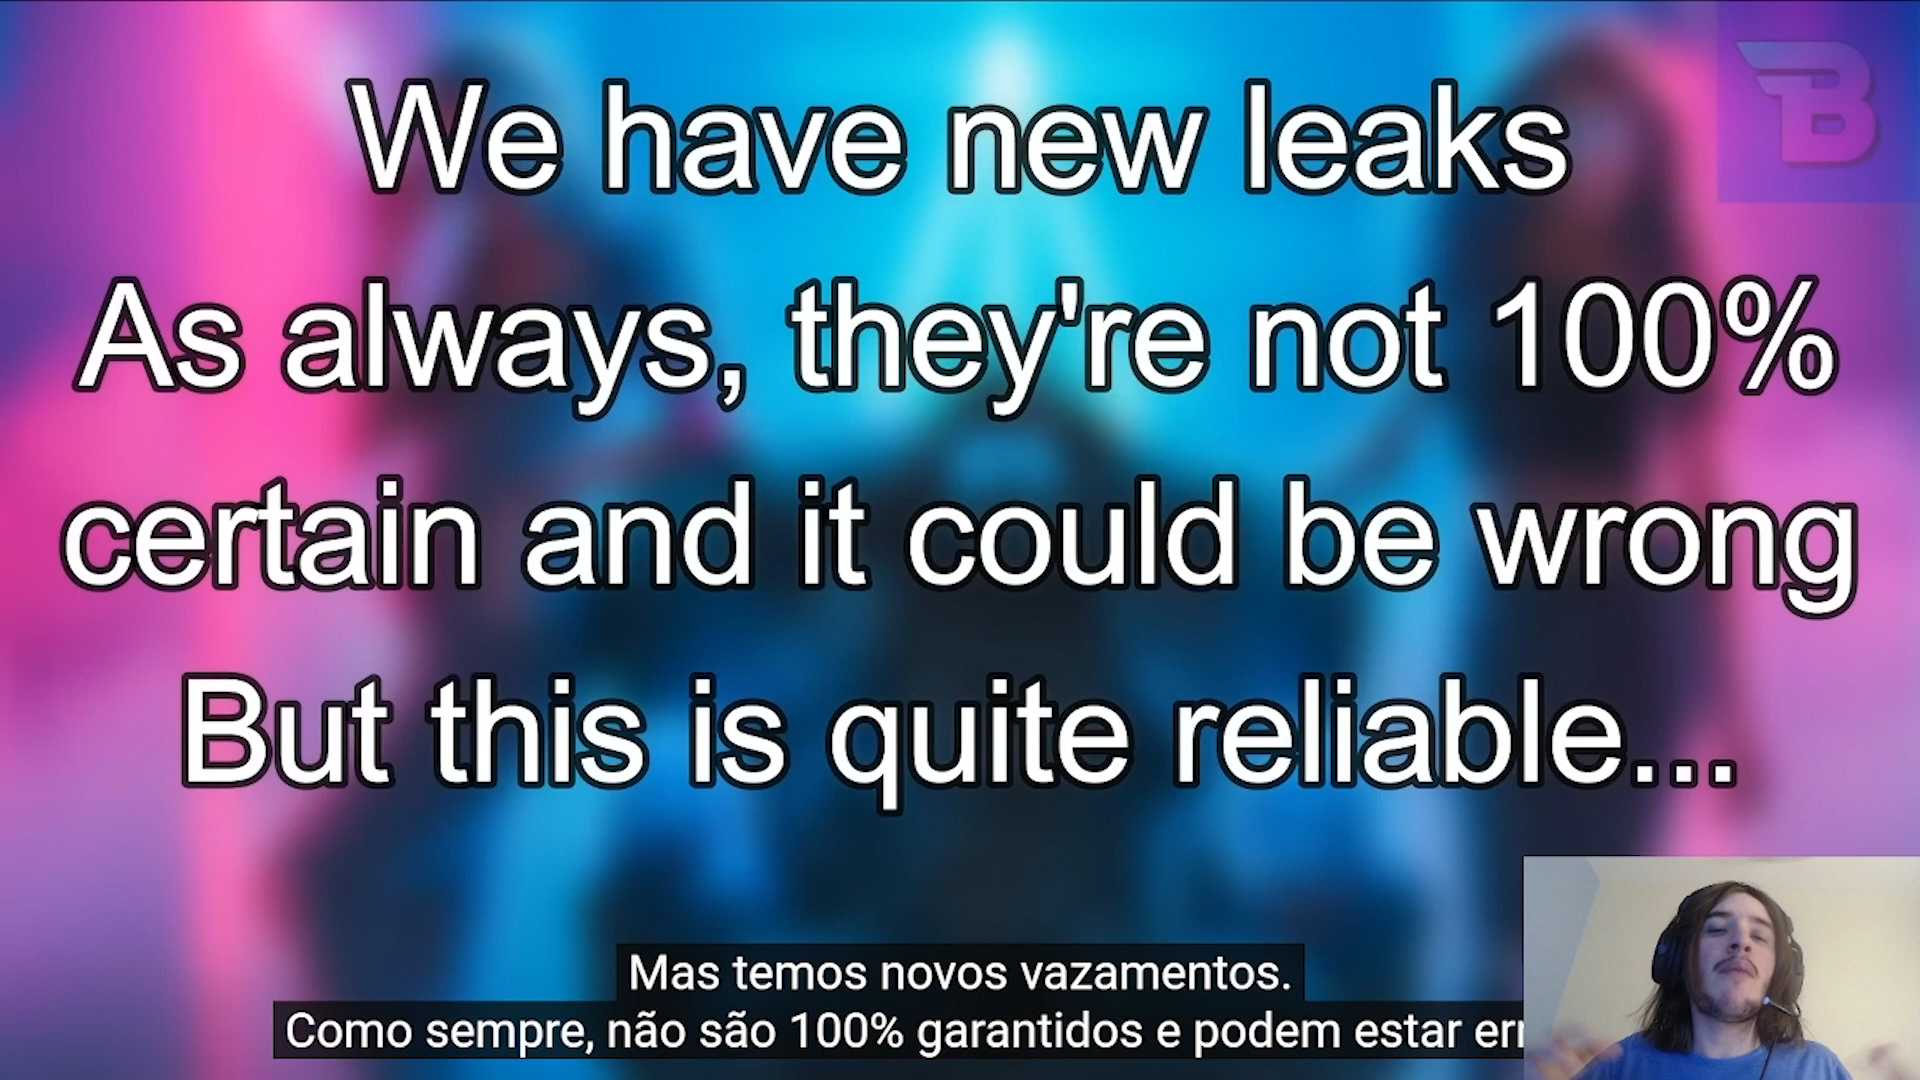 We have new leaks
As always, they're not 100%
certain and it could be wrong
But this is quite reliable...
Mas temos novos vazamentos.
Como sempre, não são 100% garantidos e podem estar
B